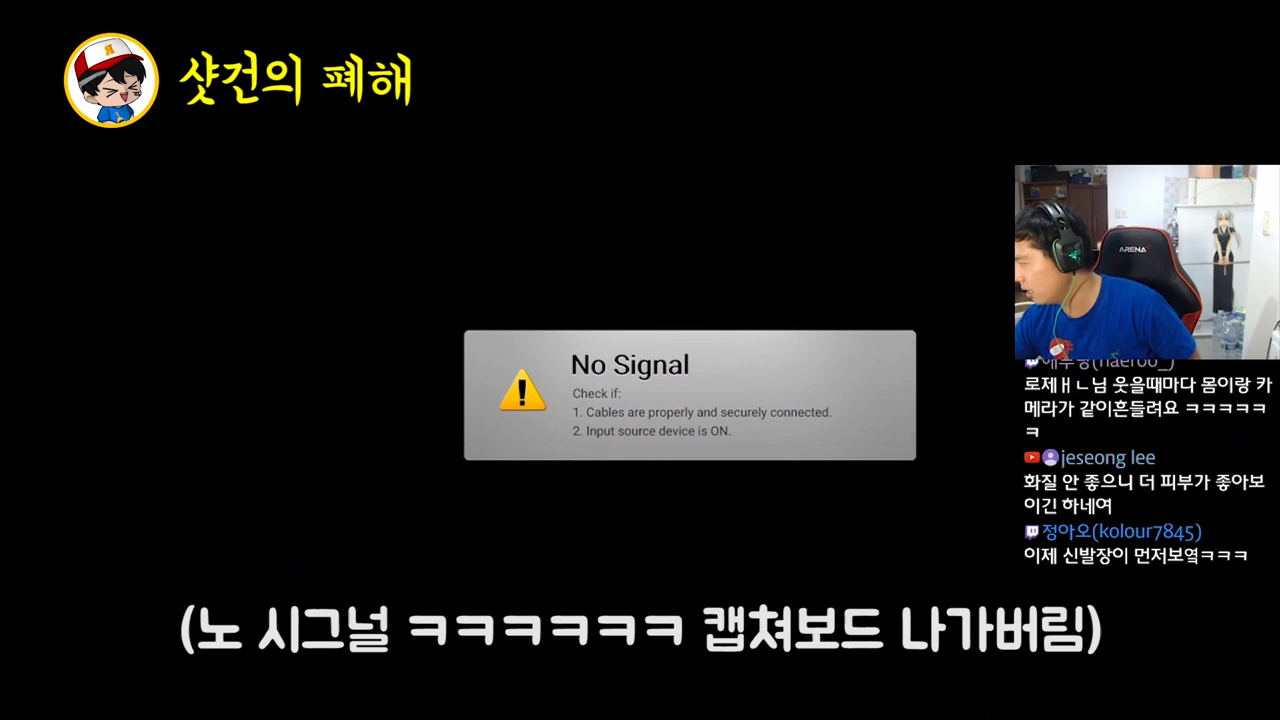 샷건의 폐해
ARENA
No Signal
Check if:
1. Cables are properly and securely connected.
2. Input source device is ON.
로제ㅐㄴ님 웃을때마다 몸이랑 카
메라가 같이흔들려요 ㅋㅋㅋㅋㅋ
ㅋ
jeseong lee
화질 안 좋으니 더 피부가 좋아보
이긴 하네여
정아오(kolour7845)
이제 신발장이 먼저보옄ㅋㅋㅋ
(노 시그널 ㅋㅋㅋㅋㅋㅋ 캡쳐보드 나가버림)